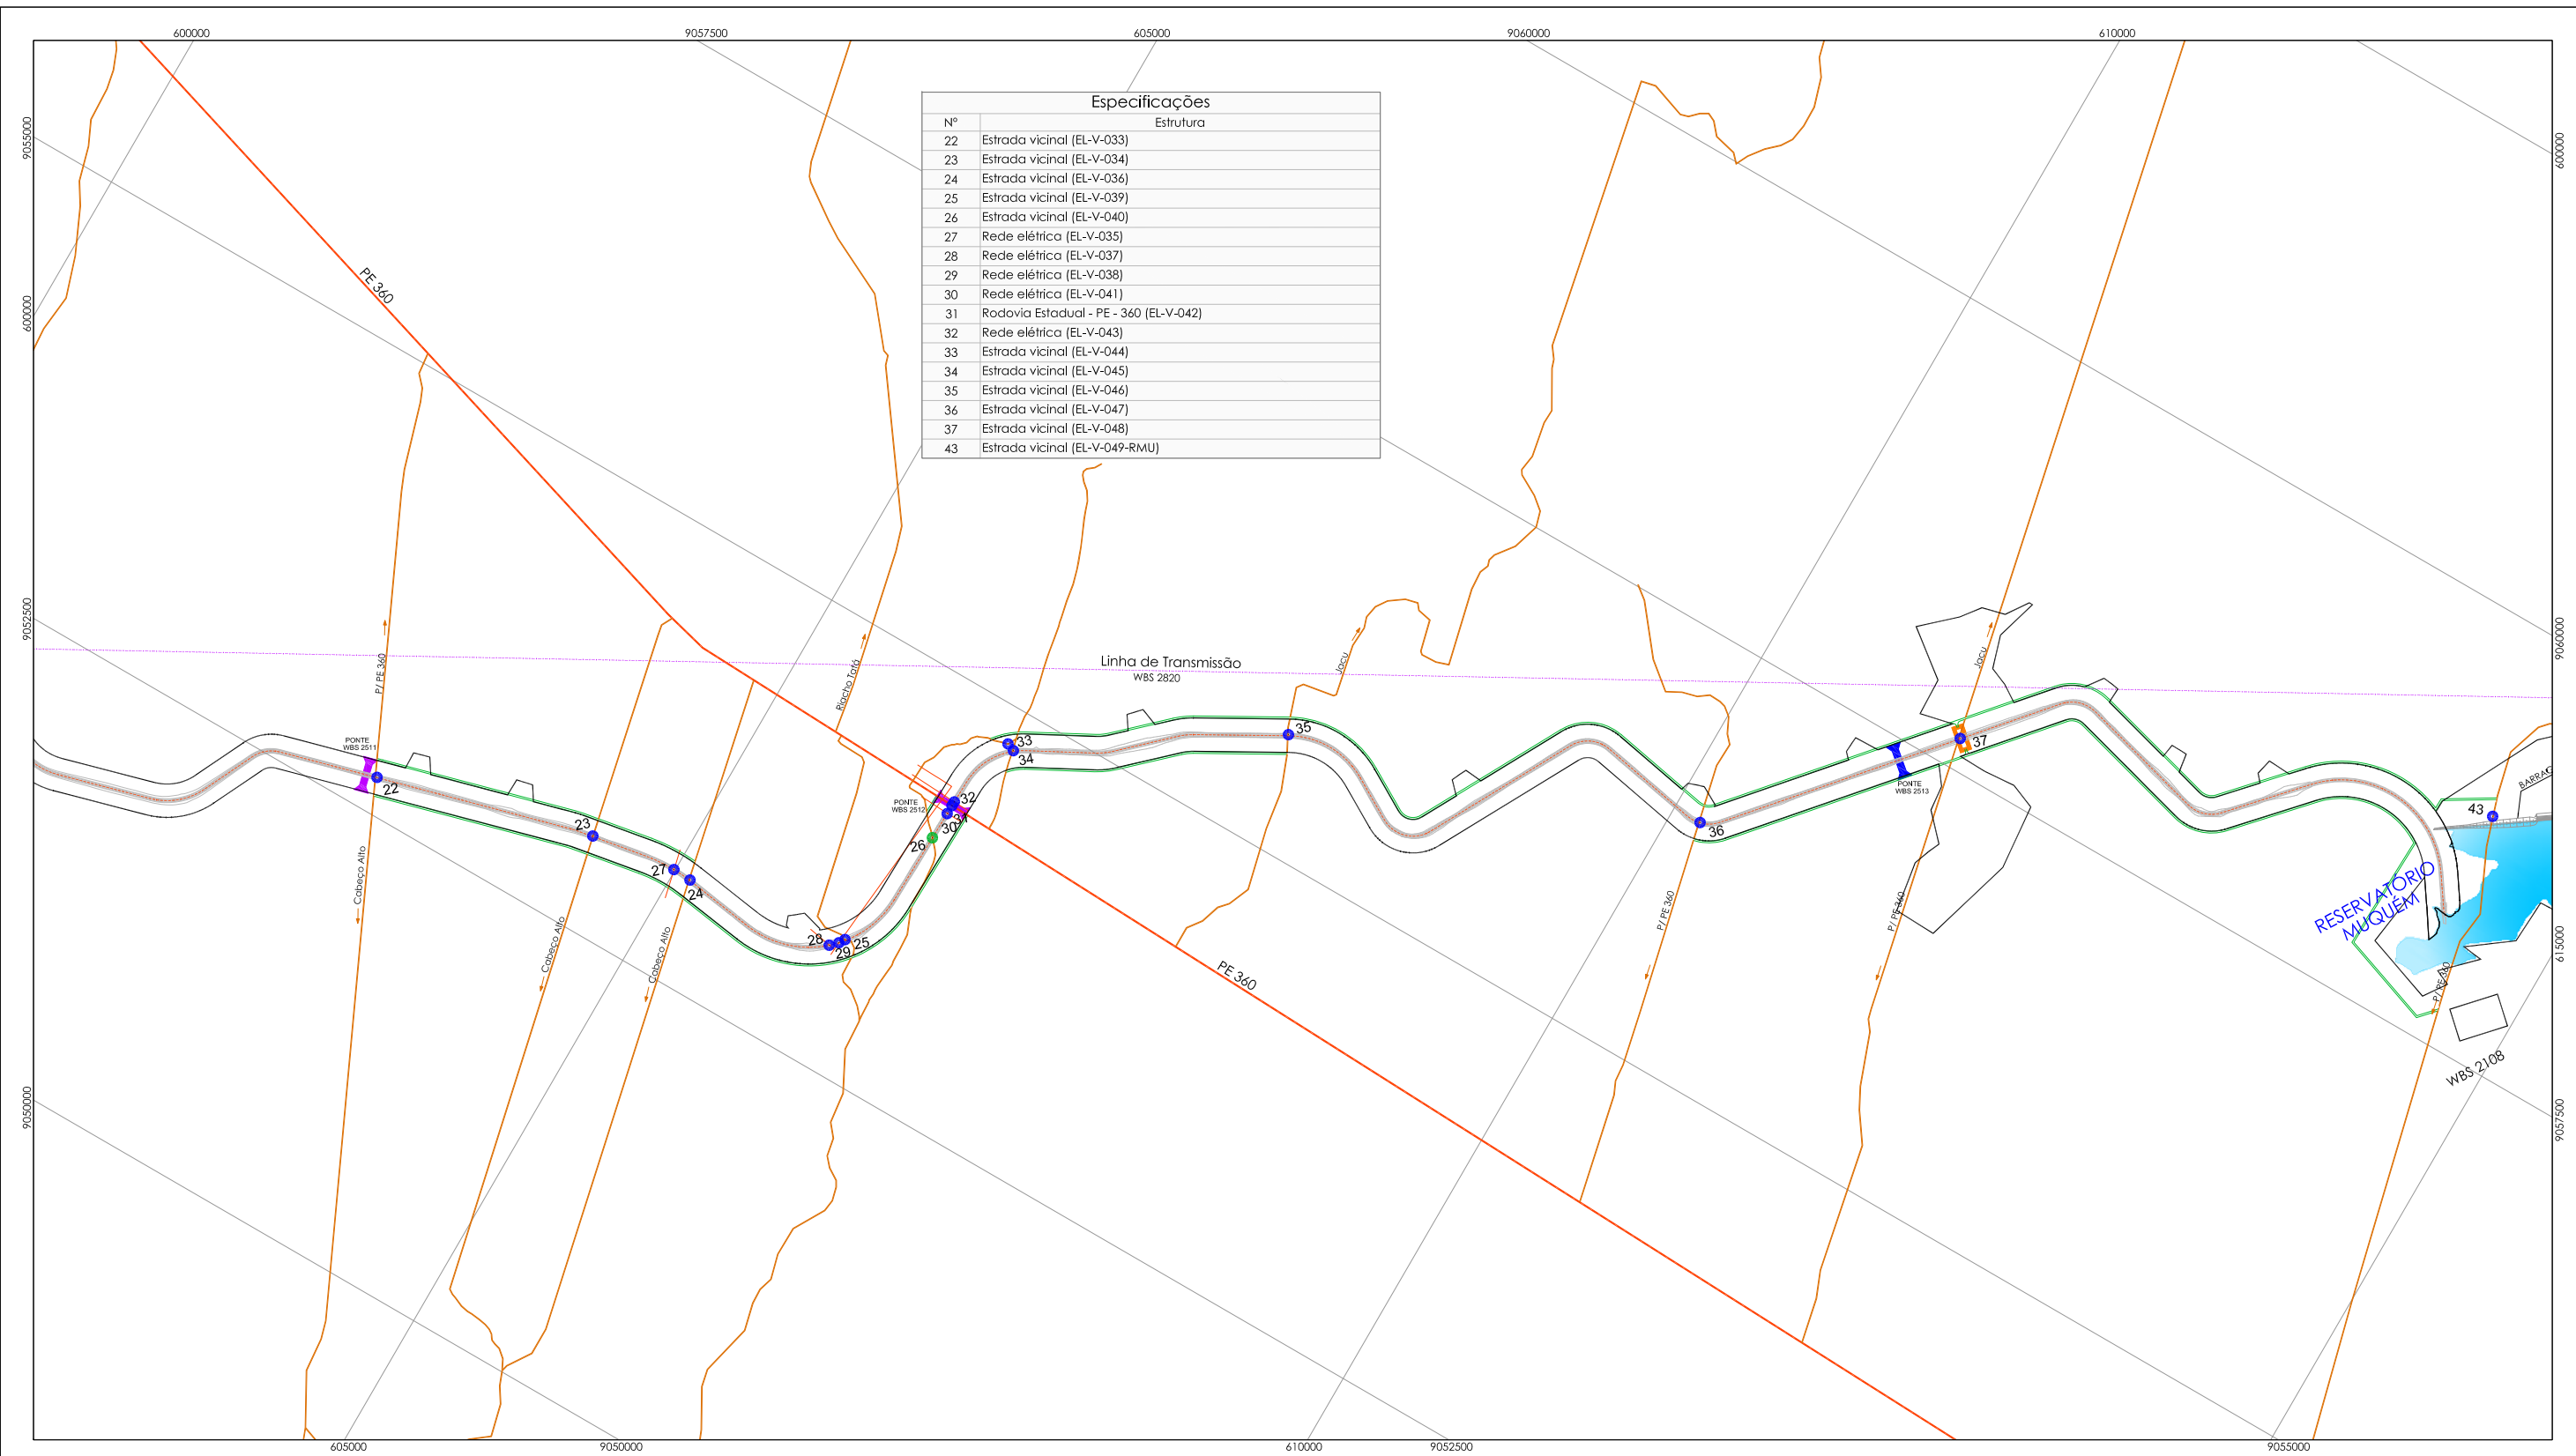 600000
9057500
605000
9060000
610000
9055000
600000
9052500
9050000
600000
9060000
615000
9057500
Especificações
Nº Estrutura
22 Estrada vicinal (EL-V-033)
23 Estrada vicinal (EL-V-034)
24 Estrada vicinal (EL-V-036)
25 Estrada vicinal (EL-V-039)
26 Estrada vicinal (EL-V-040)
27 Rede elétrica (EL-V-035)
28 Rede elétrica (EL-V-037)
29 Rede elétrica (EL-V-038)
30 Rede elétrica (EL-V-041)
31 Rodovia Estadual - PE - 360 (EL-V-042)
32 Rede elétrica (EL-V-043)
33 Estrada vicinal (EL-V-044)
34 Estrada vicinal (EL-V-045)
35 Estrada vicinal (EL-V-046)
36 Estrada vicinal (EL-V-047)
37 Estrada vicinal (EL-V-048)
43 Estrada vicinal (EL-V-049-RMU)
PE 360
P/ PE 360
Riacho Tafá
Linha de Transmissão
WBS 2820
Jacu
Jacu
PONTE
WBS 2511
22
Cabeço Alto
23
Cabeço Alto
27
24
Cabeço Alto
28
29
25
PONTE
WBS 2512
26
30
31
32
33
34
35
PE 360
36
P/ PE 360
PONTE
WBS 2513
37
P/ PE 360
43
RESERVATÓRIO
MUQUÉM
P/ PE 360
WBS 2108
605000
9050000
610000
9052500
9055000